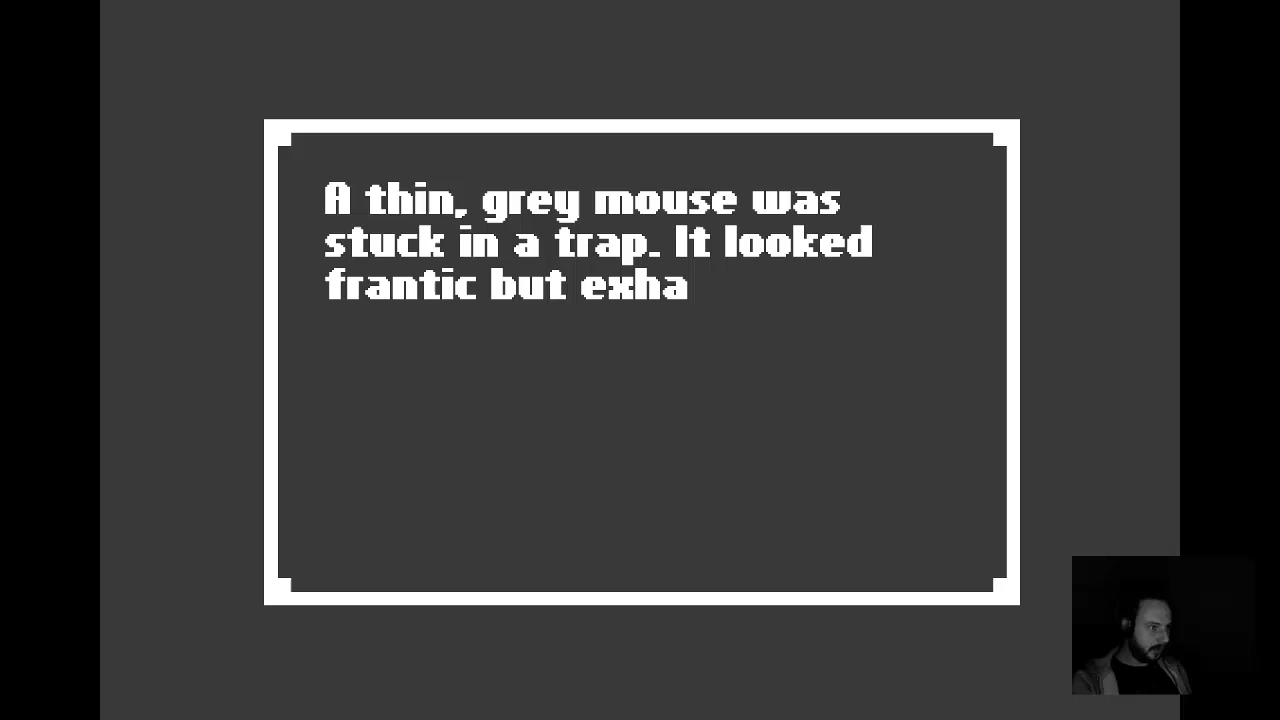 A thin, grey mouse was
stuck in a trap. It looked
frantic but exha